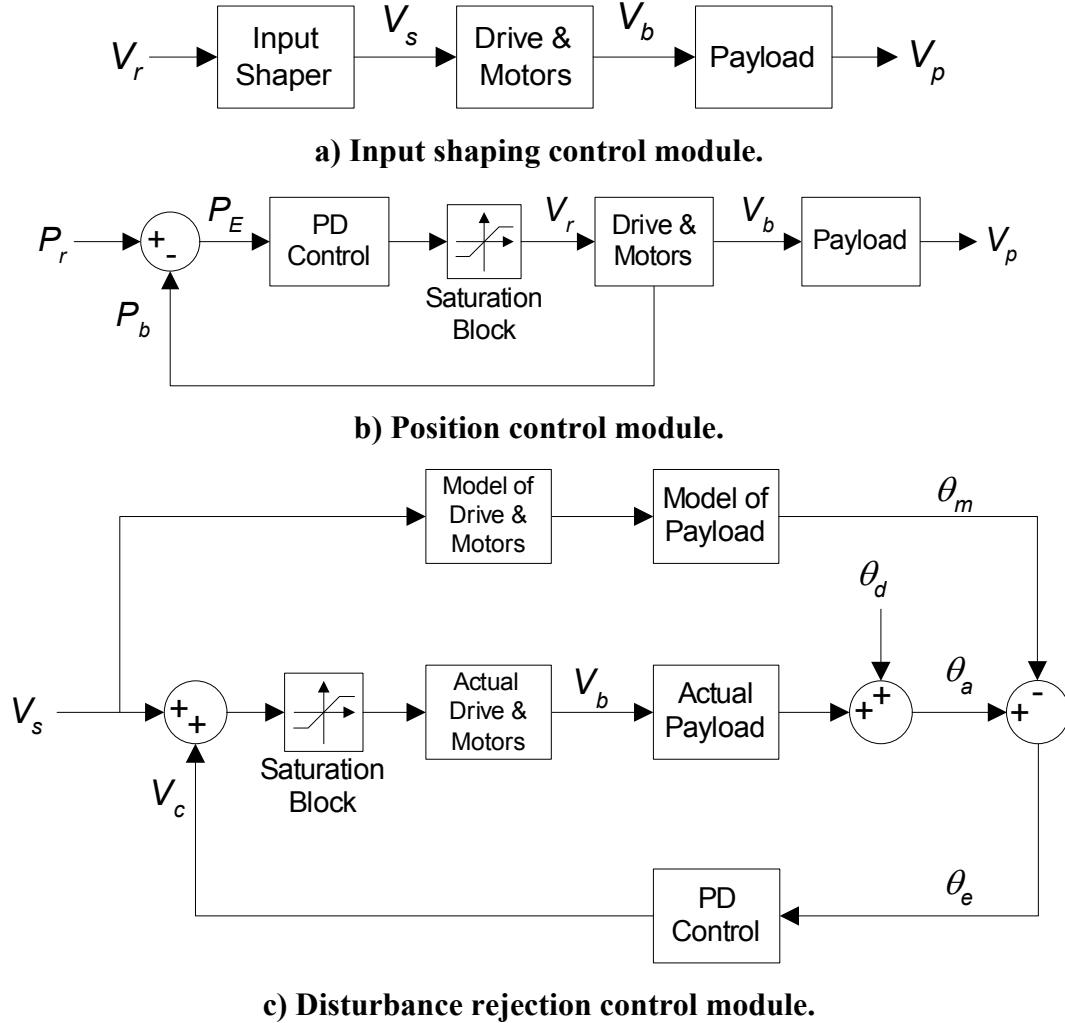 V_r
Input
Shaper
V_s
Drive &
Motors
V_b
Payload
V_p
a) Input shaping control module.
P_r
+
-
P_E
PD
Control
Saturation
Block
V_r
Drive &
Motors
V_b
Payload
V_p
P_b
b) Position control module.
Model of
Drive &
Motors
Model of
Payload
θ_m
θ_d
V_s
+
+
Saturation
Block
Actual
Drive &
Motors
V_b
Actual
Payload
+
+
θ_a
+
-
V_c
PD
Control
θ_e
c) Disturbance rejection control module.